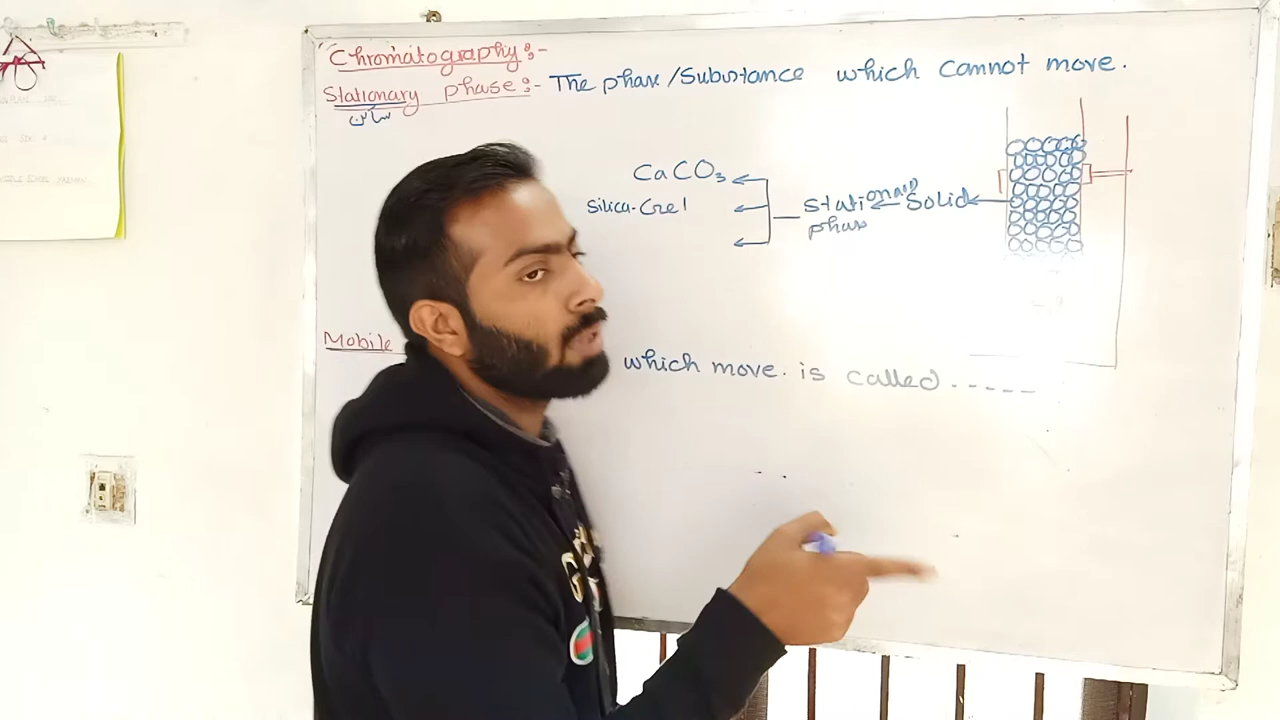 Chromatography:-
Stationary phase:- The phase/Substance which cannot move.
ساکن
CaCO₃
Silica-Gel
Stationary phase
Solid
Mobile
which move. is called -----